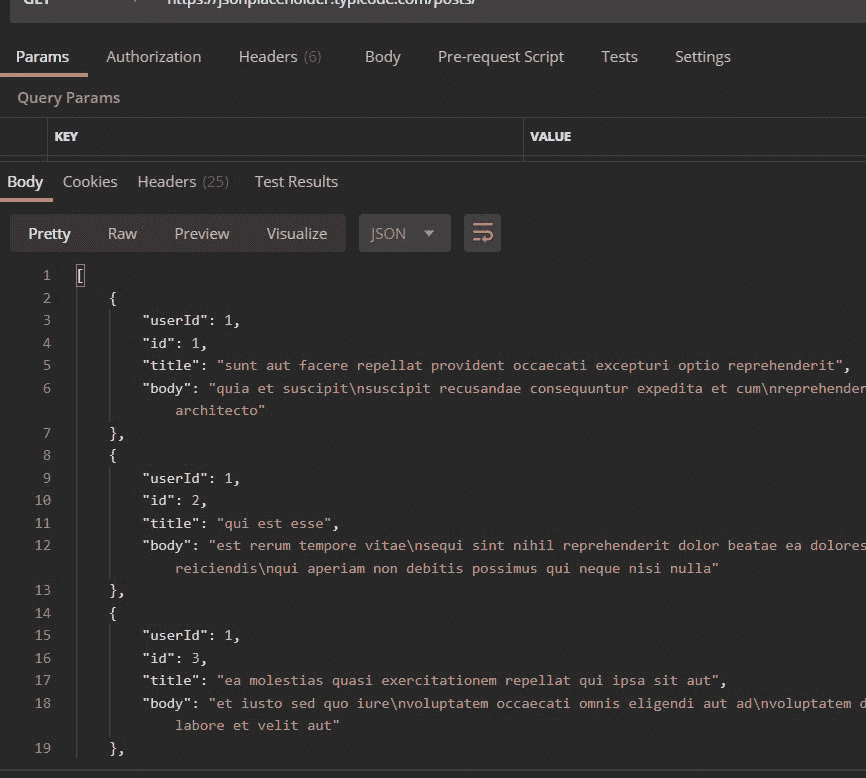 GET https://jsonplaceholder.typicode.com/posts/
Params Authorization Headers (6) Body Pre-request Script Tests Settings
Query Params
KEY VALUE
Body Cookies Headers (25) Test Results
Pretty Raw Preview Visualize JSON
1 [
2 {
3 "userId": 1,
4 "id": 1,
5 "title": "sunt aut facere repellat provident occaecati excepturi optio reprehenderit",
6 "body": "quia et suscipit\nsuscipit recusandae consequuntur expedita et cum\nreprehender
architecto"
7 },
8 {
9 "userId": 1,
10 "id": 2,
11 "title": "qui est esse",
12 "body": "est rerum tempore vitae\nsequi sint nihil reprehenderit dolor beatae ea dolores
reiciendis\nqui aperiam non debitis possimus qui neque nisi nulla"
13 },
14 {
15 "userId": 1,
16 "id": 3,
17 "title": "ea molestias quasi exercitationem repellat qui ipsa sit aut",
18 "body": "et iusto sed quo iure\nvoluptatem occaecati omnis eligendi aut ad\nvoluptatem d
labore et velit aut"
19 },